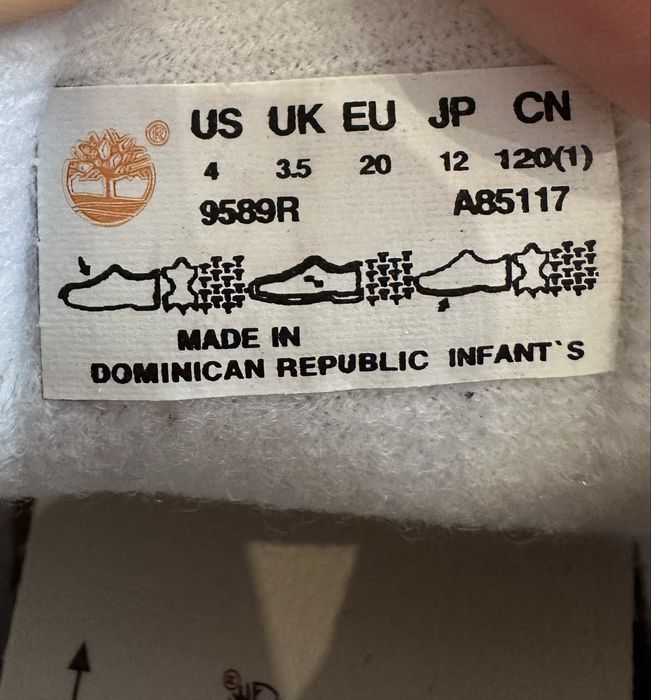 ® US UK EU JP CN
4 3.5 20 12 120(1)
9589R A85117
MADE IN
DOMINICAN REPUBLIC INFANT`S